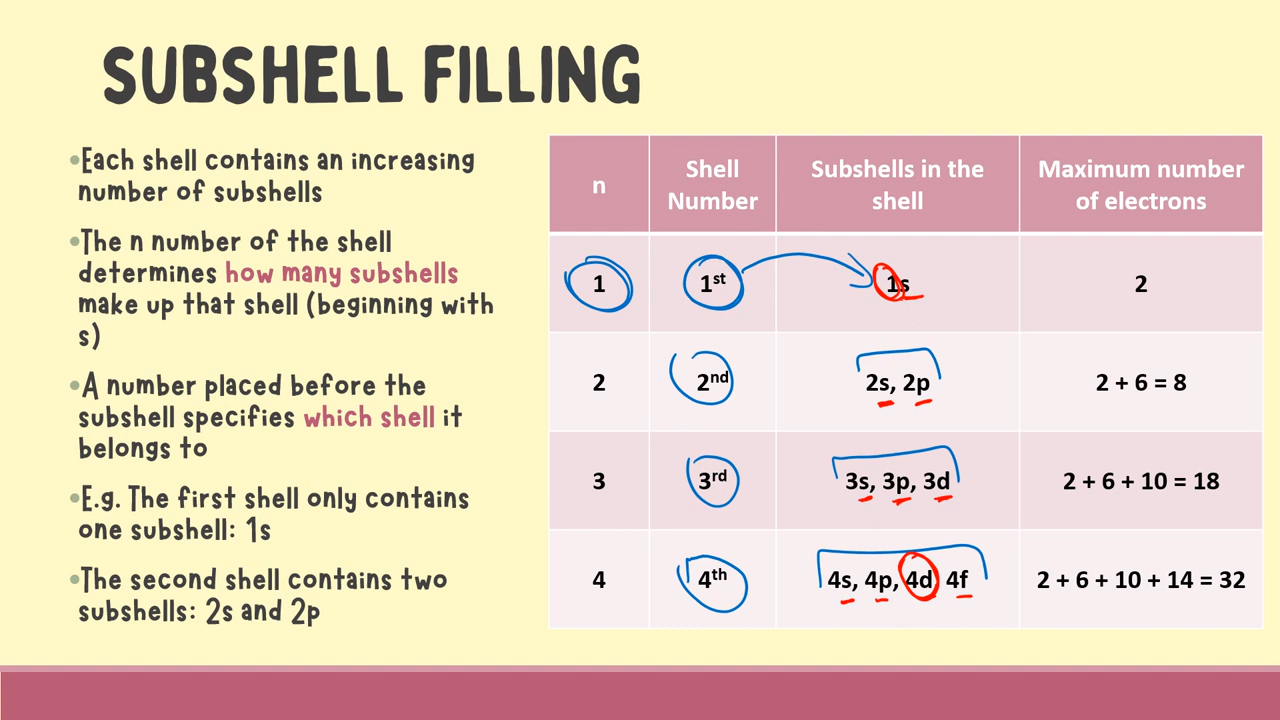 SUBSHELL FILLING
•Each shell contains an increasing
number of subshells
•The n number of the shell
determines how many subshells
make up that shell (beginning with
s)
•A number placed before the
subshell specifies which shell it
belongs to
•E.g. The first shell only contains
one subshell: 1s
•The second shell contains two
subshells: 2s and 2p
n
Shell
Number
Subshells in the
shell
Maximum number
of electrons
1
1st
1s
2
2
2nd
2s, 2p
2 + 6 = 8
3
3rd
3s, 3p, 3d
2 + 6 + 10 = 18
4
4th
4s, 4p, 4d, 4f
2 + 6 + 10 + 14 = 32